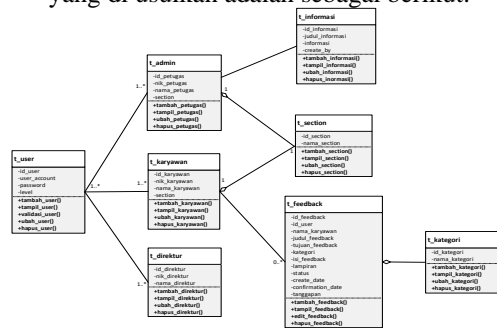 yang di usulkan adalah sebagai berikut:
t_informasi
-id_informasi
-judul_informasi
-informasi
-create_by
+tambah_informasi()
+tampil_informasi()
+ubah_informasi()
+hapus_inormasi()
t_admin
-id_petugas
-nik_petugas
-nama_petugas
-section
+tambah_petugas()
+tampil_petugas()
+ubah_petugas()
+hapus_petugas()
1..*
1
t_section
-id_section
-nama_section
+tambah_section()
+tampil_section()
+ubah_section()
+hapus_section()
1
t_user
-id_user
-user_account
-password
-level
+tambah_user()
+tampil_user()
+validasi_user()
+ubah_user()
+hapus_user()
1..*
t_karyawan
-id_karyawan
-nik_karyawan
-nama_karyawan
-section
+tambah_karyawan()
+tampil_karyawan()
+ubah_karyawan()
+hapus_karyawan()
1..*
1
t_direktur
-id_direktur
-nik_direktur
-nama_direktur
+tambah_direktur()
+tampil_direktur()
+ubah_direktur()
+hapus_direktur()
1..*
t_feedback
-id_feedback
-id_user
-nama_karyawan
-judul_feedback
-tujuan_feedback
-kategori
-isi_feedback
-lampiran
-status
-create_date
-confirmation_date
-tanggapan
+tambah_feedback()
+tampil_feedback()
+edit_feedback()
+hapus_feedback()
t_kategori
-id_kategori
-nama_kategori
+tambah_kategori()
+tampil_kategori()
+ubah_kategori()
+hapus_kategori()